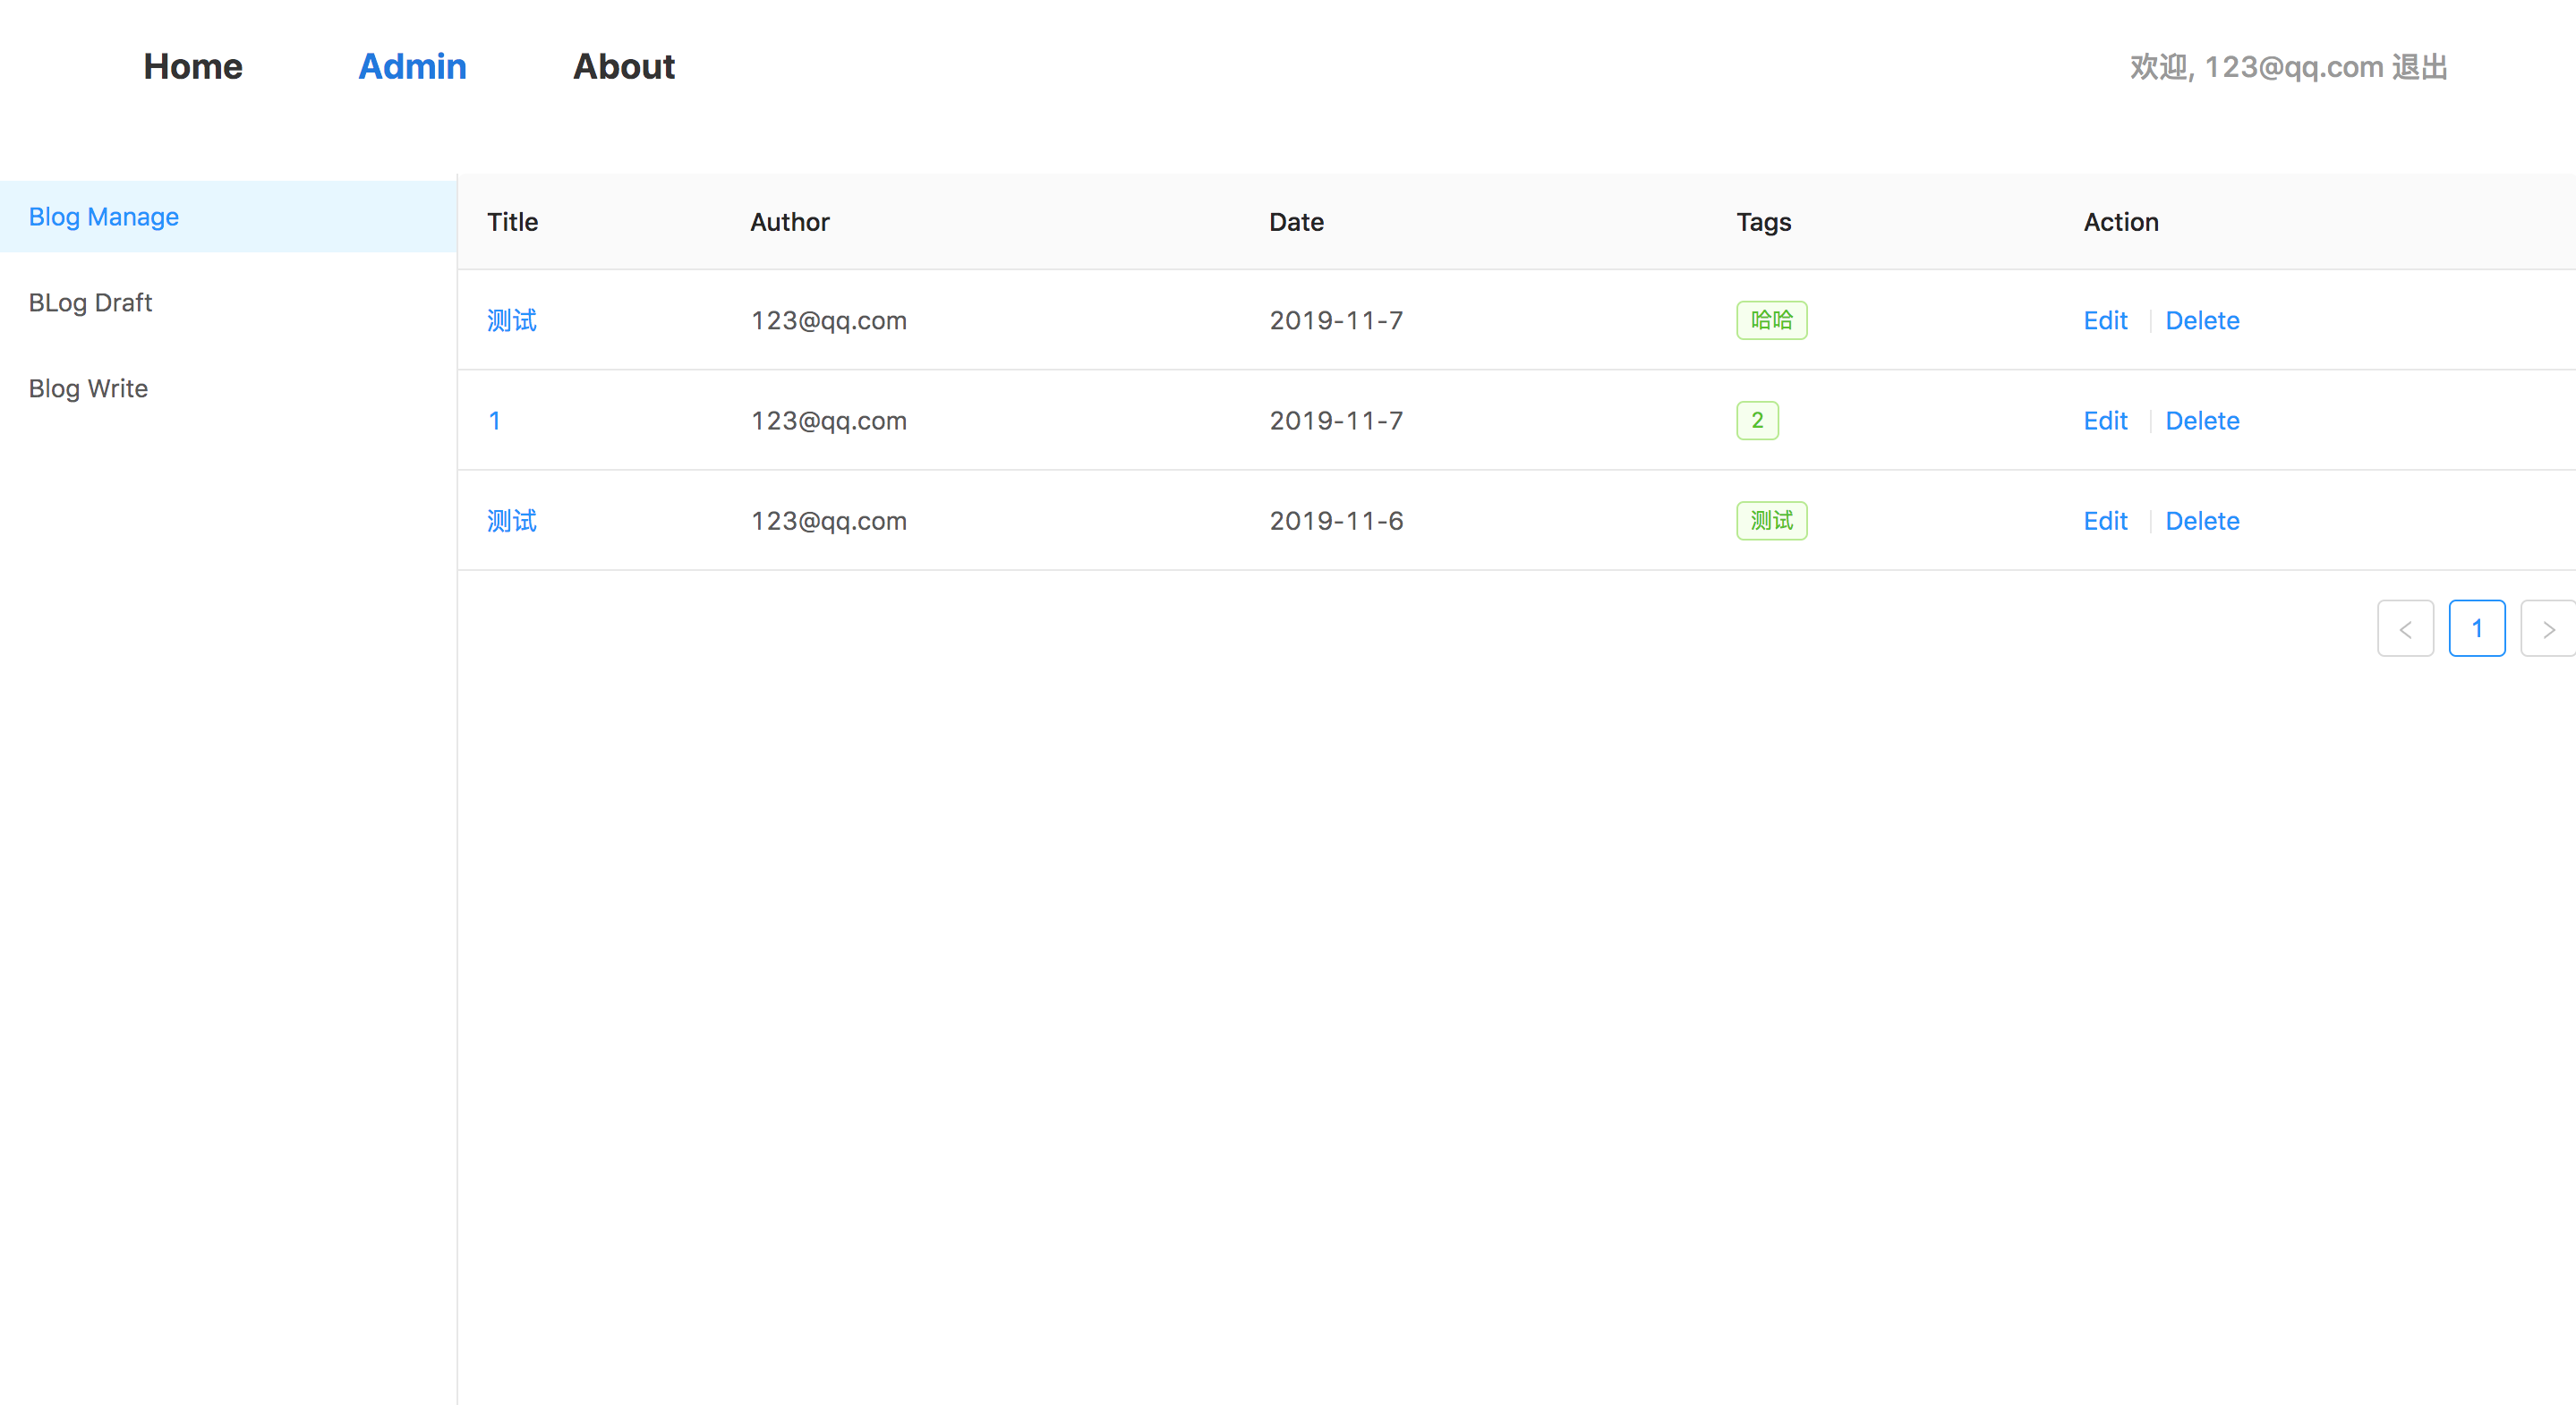 Home Admin About 欢迎, 123@qq.com 退出
Blog Manage
BLog Draft
Blog Write
Title Author Date Tags Action
测试 123@qq.com 2019-11-7 哈哈 Edit Delete
1 123@qq.com 2019-11-7 2 Edit Delete
测试 123@qq.com 2019-11-6 测试 Edit Delete
< 1 >